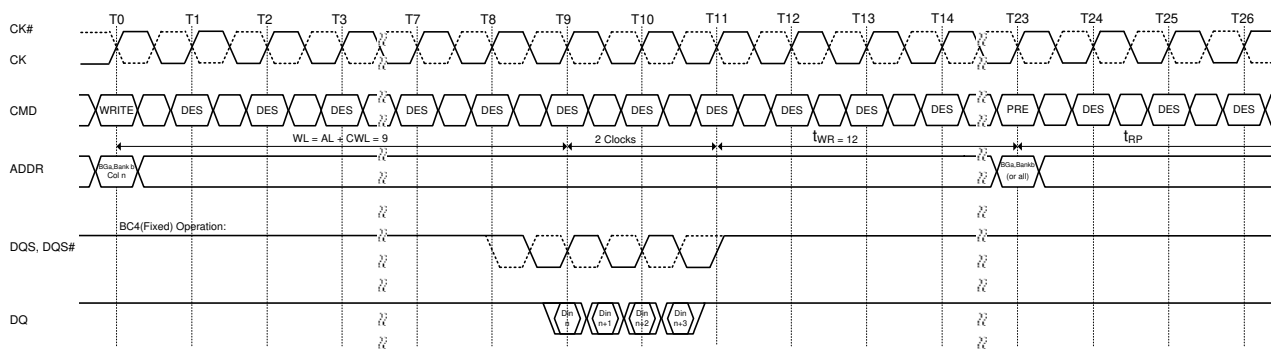 T0 T1 T2 T3 T7 T8 T9 T10 T11 T12 T13 T14 T23 T24 T25 T26
CK#
CK
CMD WRITE DES DES DES DES DES DES DES DES DES DES DES PRE DES DES DES
WL = AL + CWL = 9 2 Clocks tWR = 12 tRP
ADDR
BGa,Bank b
Col n
BGa,Bankb
(or all)
BC4(Fixed) Operation:
DQS, DQS#
DQ
Din
n
Din
n+1
Din
n+2
Din
n+3